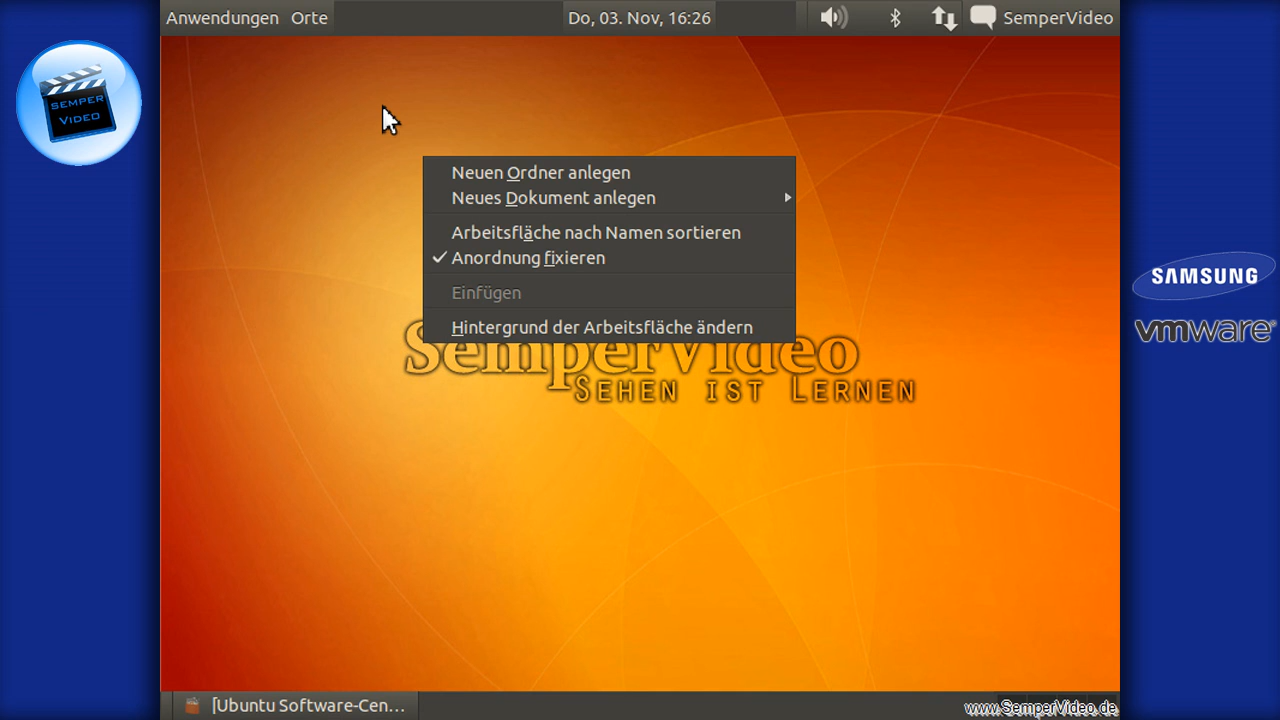 Anwendungen Orte Do, 03. Nov, 16:26 SemperVideo
SEMPER
VIDEO
Neuen Ordner anlegen
Neues Dokument anlegen
Arbeitsfläche nach Namen sortieren
Anordnung fixieren
Einfügen
Hintergrund der Arbeitsfläche ändern
SemperVideo
SEHEN IST LERNEN
SAMSUNG
vmware®
[Ubuntu Software-Cen...
www.SemperVideo.de